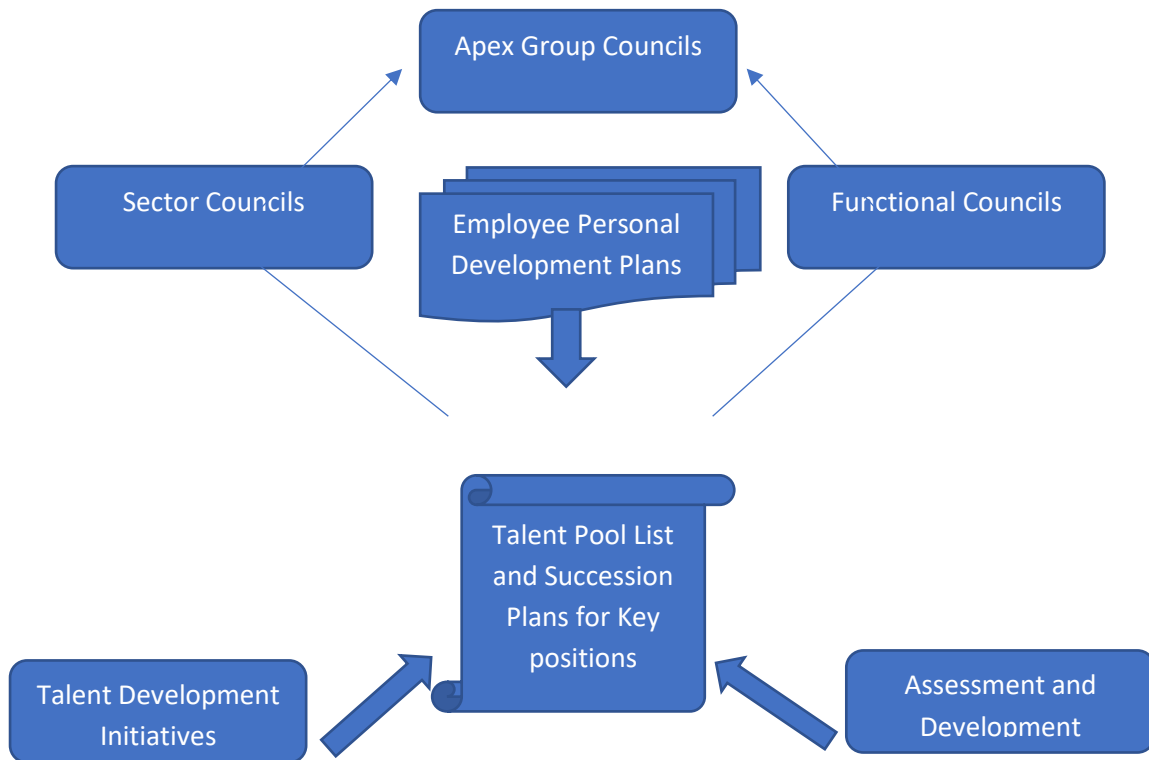 Apex Group Councils
Sector Councils
Employee Personal
Development Plans
Functional Councils
Talent Pool List
and Succession
Plans for Key
positions
Talent Development
Initiatives
Assessment and
Development